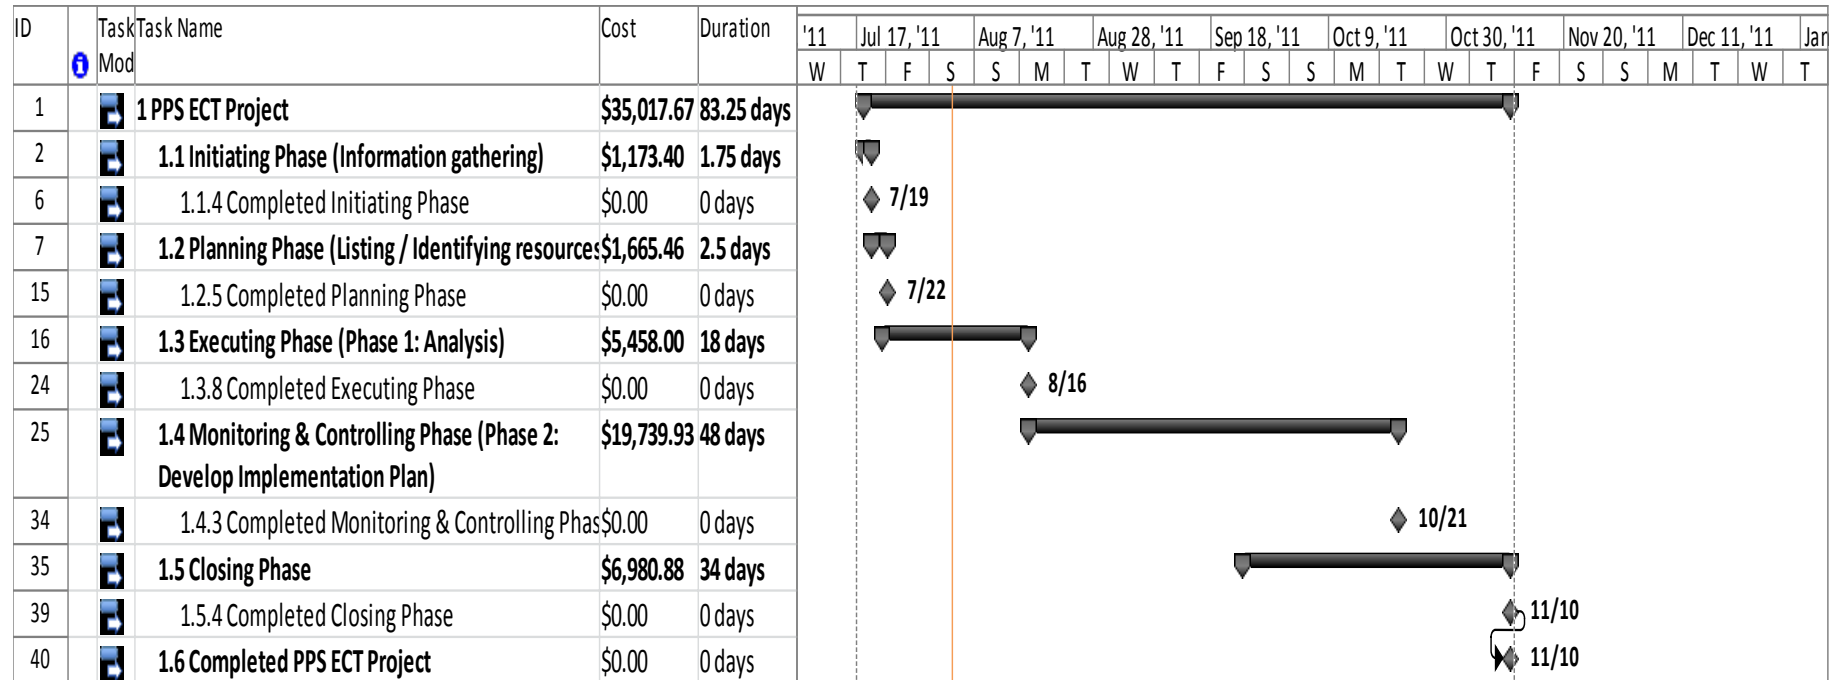 ID Task Task Name Cost Duration '11 Jul 17, '11 Aug 7, '11 Aug 28, '11 Sep 18, '11 Oct 9, '11 Oct 30, '11 Nov 20, '11 Dec 11, '11 Jan
i Mod W T F S S M T W T F S S M T W T F S S M T W T
1 1 PPS ECT Project $35,017.67 83.25 days
2 1.1 Initiating Phase (Information gathering) $1,173.40 1.75 days
6 1.1.4 Completed Initiating Phase $0.00 0 days 7/19
7 1.2 Planning Phase (Listing / Identifying resources $1,665.46 2.5 days
15 1.2.5 Completed Planning Phase $0.00 0 days 7/22
16 1.3 Executing Phase (Phase 1: Analysis) $5,458.00 18 days
24 1.3.8 Completed Executing Phase $0.00 0 days 8/16
25 1.4 Monitoring & Controlling Phase (Phase 2: $19,739.93 48 days
Develop Implementation Plan)
34 1.4.3 Completed Monitoring & Controlling Phas $0.00 0 days 10/21
35 1.5 Closing Phase $6,980.88 34 days
39 1.5.4 Completed Closing Phase $0.00 0 days 11/10
40 1.6 Completed PPS ECT Project $0.00 0 days 11/10